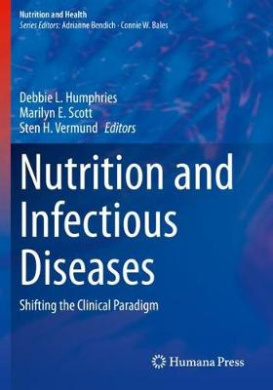 Nutrition and Health
Series Editors: Adrianne Bendich · Connie W. Bales
Debbie L. Humphries
Marilyn E. Scott
Sten H. Vermund Editors
Nutrition and
Infectious
Diseases
Shifting the Clinical Paradigm
Humana Press